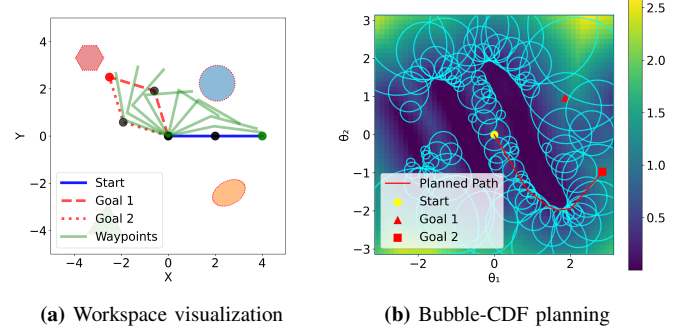 4
2
0
−2
−4
Y
−4
−2
0
2
4
X
Start
Goal 1
Goal 2
Waypoints
(a) Workspace visualization
3
2
1
0
−1
−2
−3
θ₂
−2
0
2
θ₁
Planned Path
Start
Goal 1
Goal 2
2.5
2.0
1.5
1.0
0.5
(b) Bubble-CDF planning